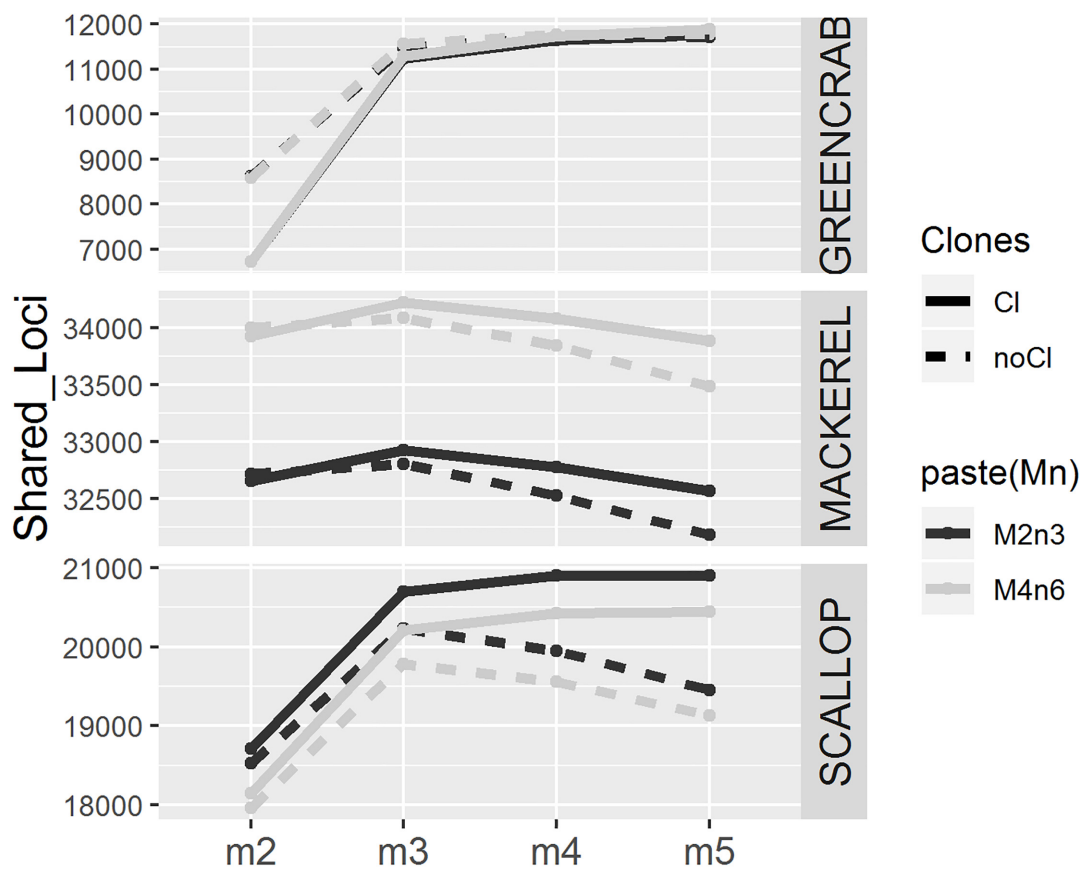 Shared_Loci
12000
11000
10000
9000
8000
7000
GREENCRAB
34000
33500
33000
32500
MACKEREL
21000
20000
19000
18000
SCALLOP
m2 m3 m4 m5
Clones
Cl
noCl
paste(Mn)
M2n3
M4n6